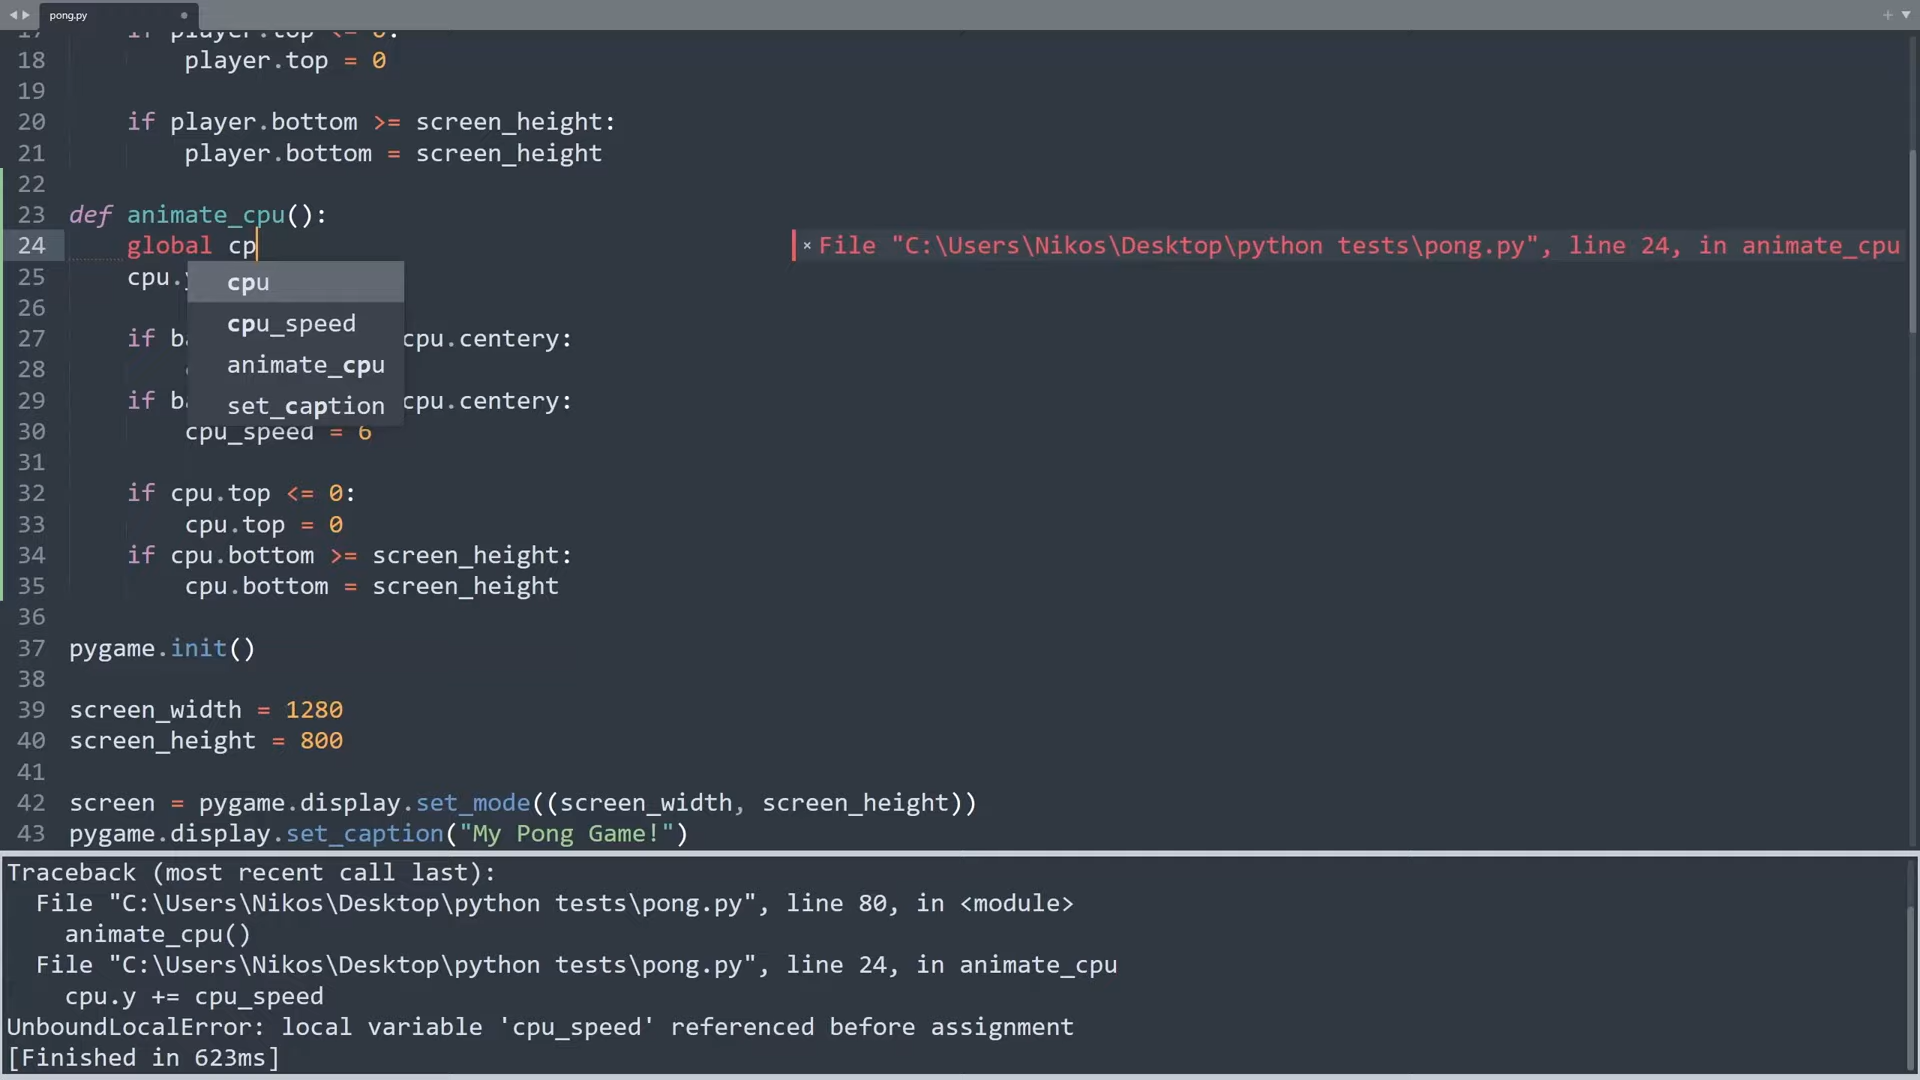 pong.py
17 if player.top <= 0:
18 player.top = 0
19
20 if player.bottom >= screen_height:
21 player.bottom = screen_height
22
23 def animate_cpu():
24 global cp × File "C:\Users\Nikos\Desktop\python tests\pong.py", line 24, in animate_cpu
cpu
25 cpu.y
26
cpu_speed
27 if ba cpu.centery:
animate_cpu
28
29 if ba cpu.centery:
set_caption
30 cpu_speed = 6
31
32 if cpu.top <= 0:
33 cpu.top = 0
34 if cpu.bottom >= screen_height:
35 cpu.bottom = screen_height
36
37 pygame.init()
38
39 screen_width = 1280
40 screen_height = 800
41
42 screen = pygame.display.set_mode((screen_width, screen_height))
43 pygame.display.set_caption("My Pong Game!")
Traceback (most recent call last):
File "C:\Users\Nikos\Desktop\python tests\pong.py", line 80, in <module>
animate_cpu()
File "C:\Users\Nikos\Desktop\python tests\pong.py", line 24, in animate_cpu
cpu.y += cpu_speed
UnboundLocalError: local variable 'cpu_speed' referenced before assignment
[Finished in 623ms]